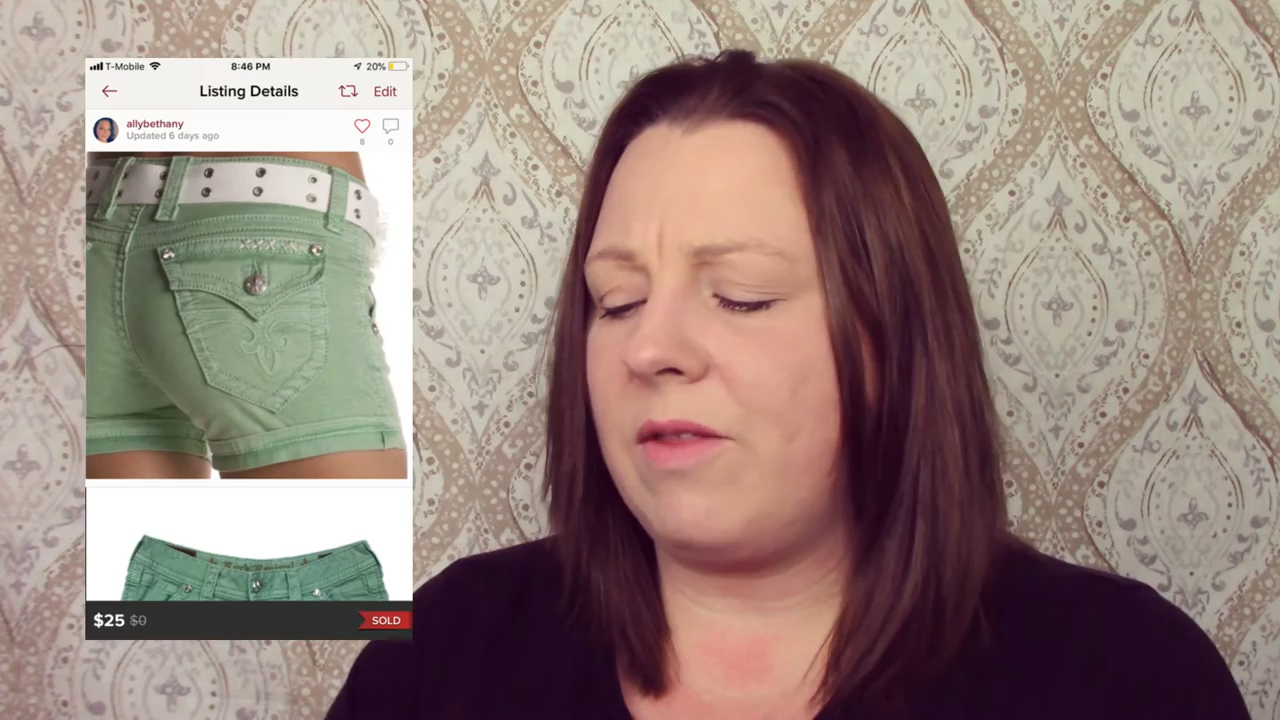 T-Mobile 8:46 PM 20%
Listing Details Edit
allybethany
Updated 6 days ago
8 0
$25 $0 SOLD